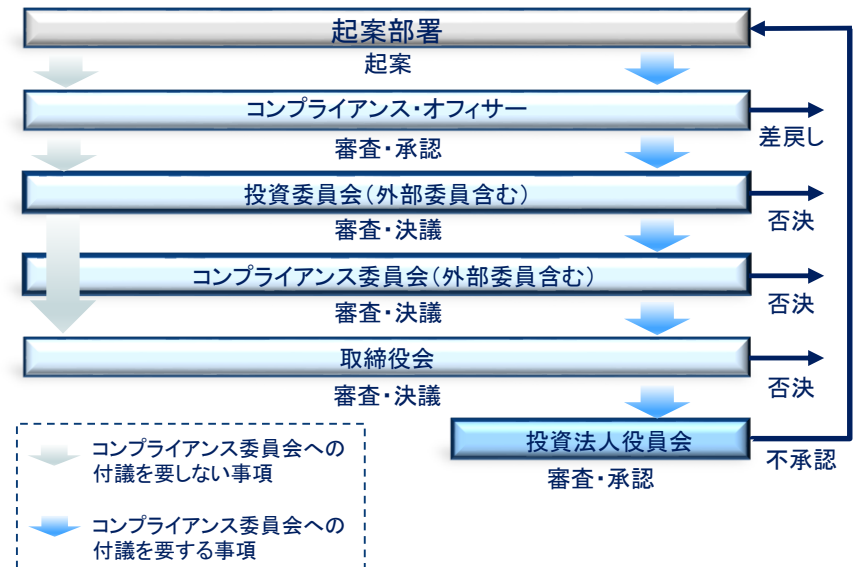 起案部署
起案
コンプライアンス・オフィサー
差戻し
審査・承認
投資委員会（外部委員含む）
否決
審査・決議
コンプライアンス委員会（外部委員含む）
否決
審査・決議
取締役会
否決
審査・決議
投資法人役員会
不承認
審査・承認
コンプライアンス委員会への
付議を要しない事項
コンプライアンス委員会への
付議を要する事項